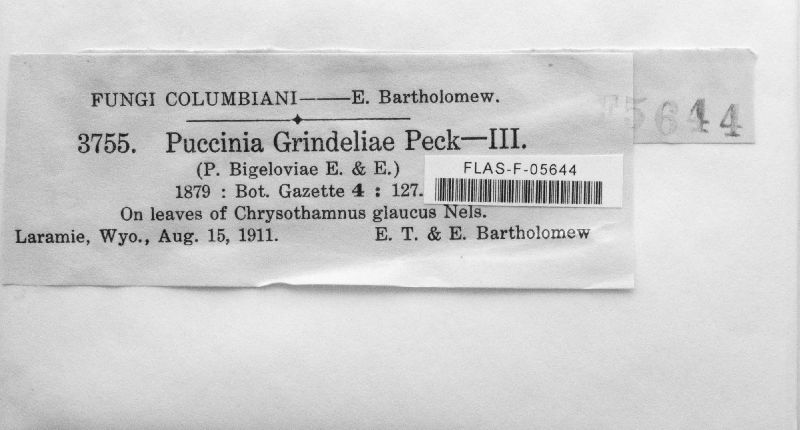 FUNGI COLUMBIANI——E. Bartholomew.
3755. Puccinia Grindeliae Peck—III.
(P. Bigeloviae E. & E.)
1879 : Bot. Gazette 4 : 127.
On leaves of Chrysothamnus glaucus Nels.
Laramie, Wyo., Aug. 15, 1911. E. T. & E. Bartholomew
FLAS-F-05644
5644